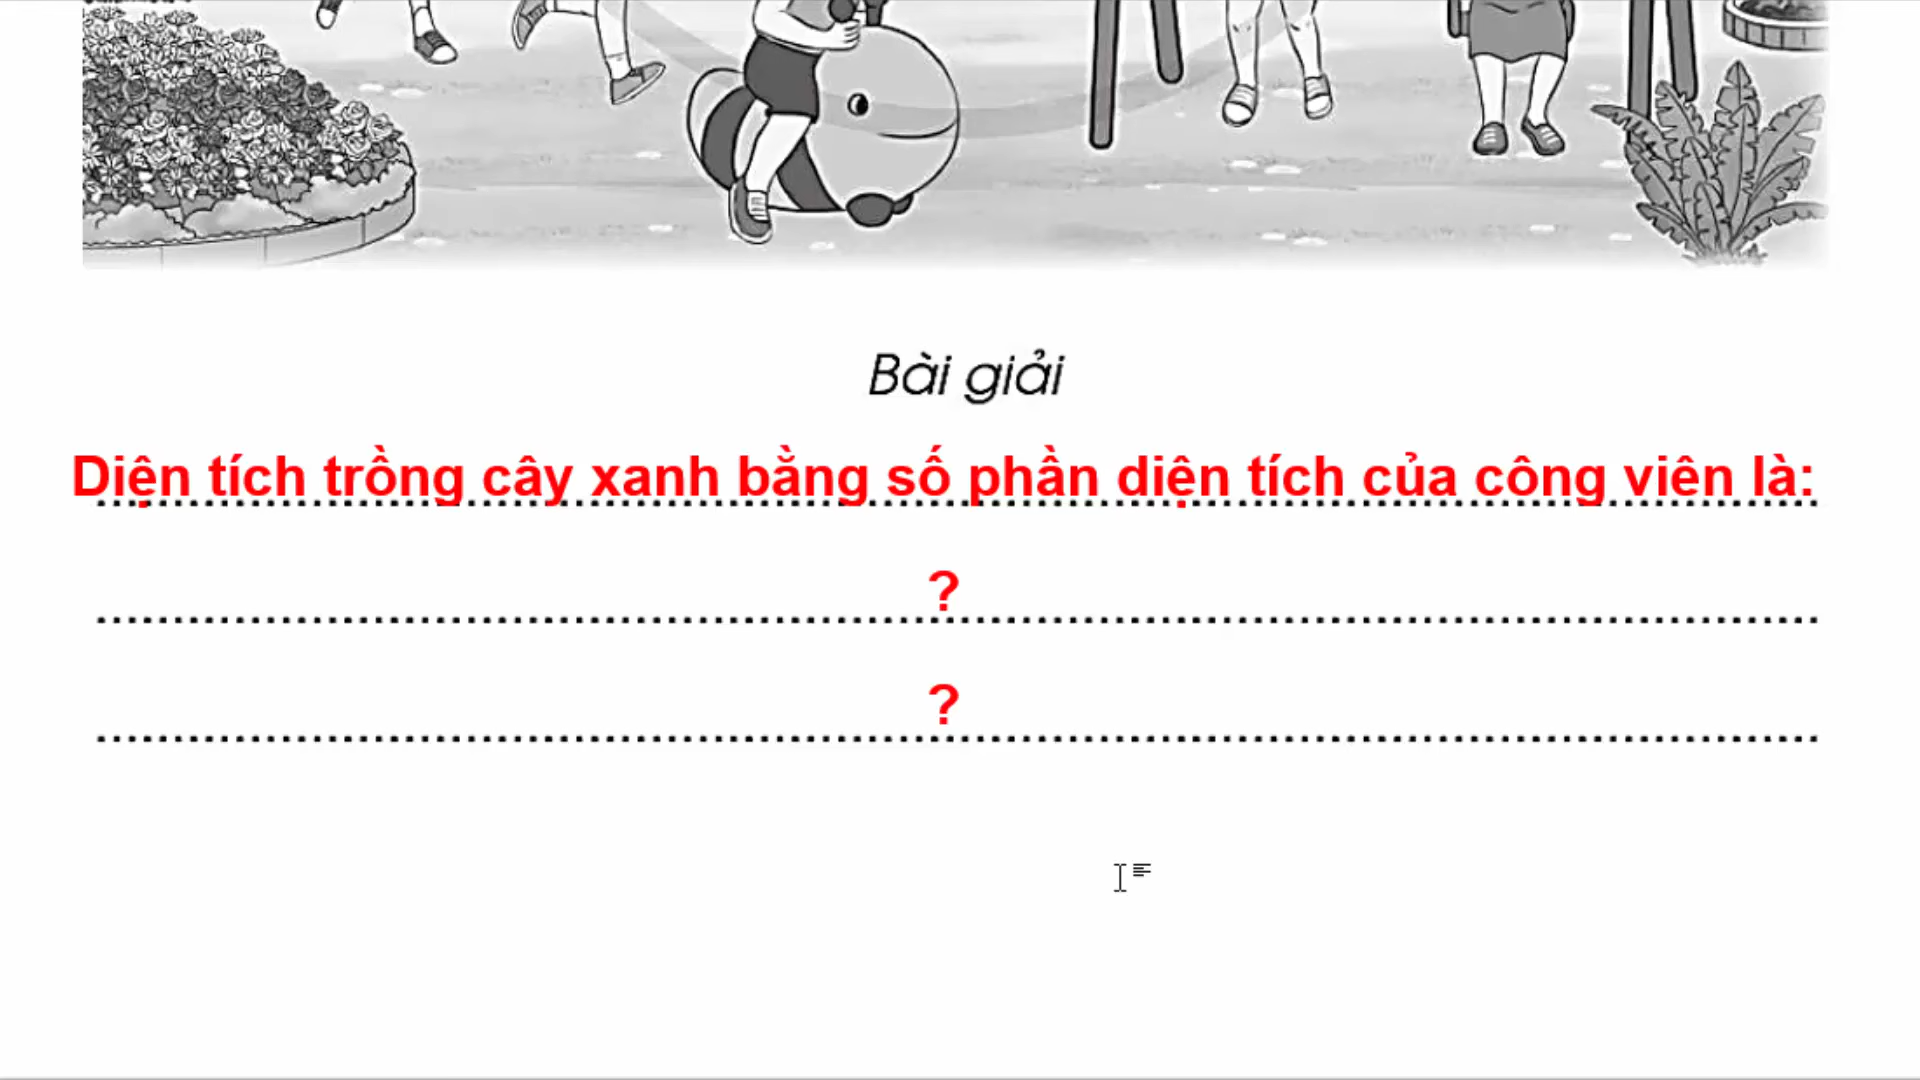 Bài giải
Diện tích trồng cây xanh bằng số phần diện tích của công viên là:
?
?